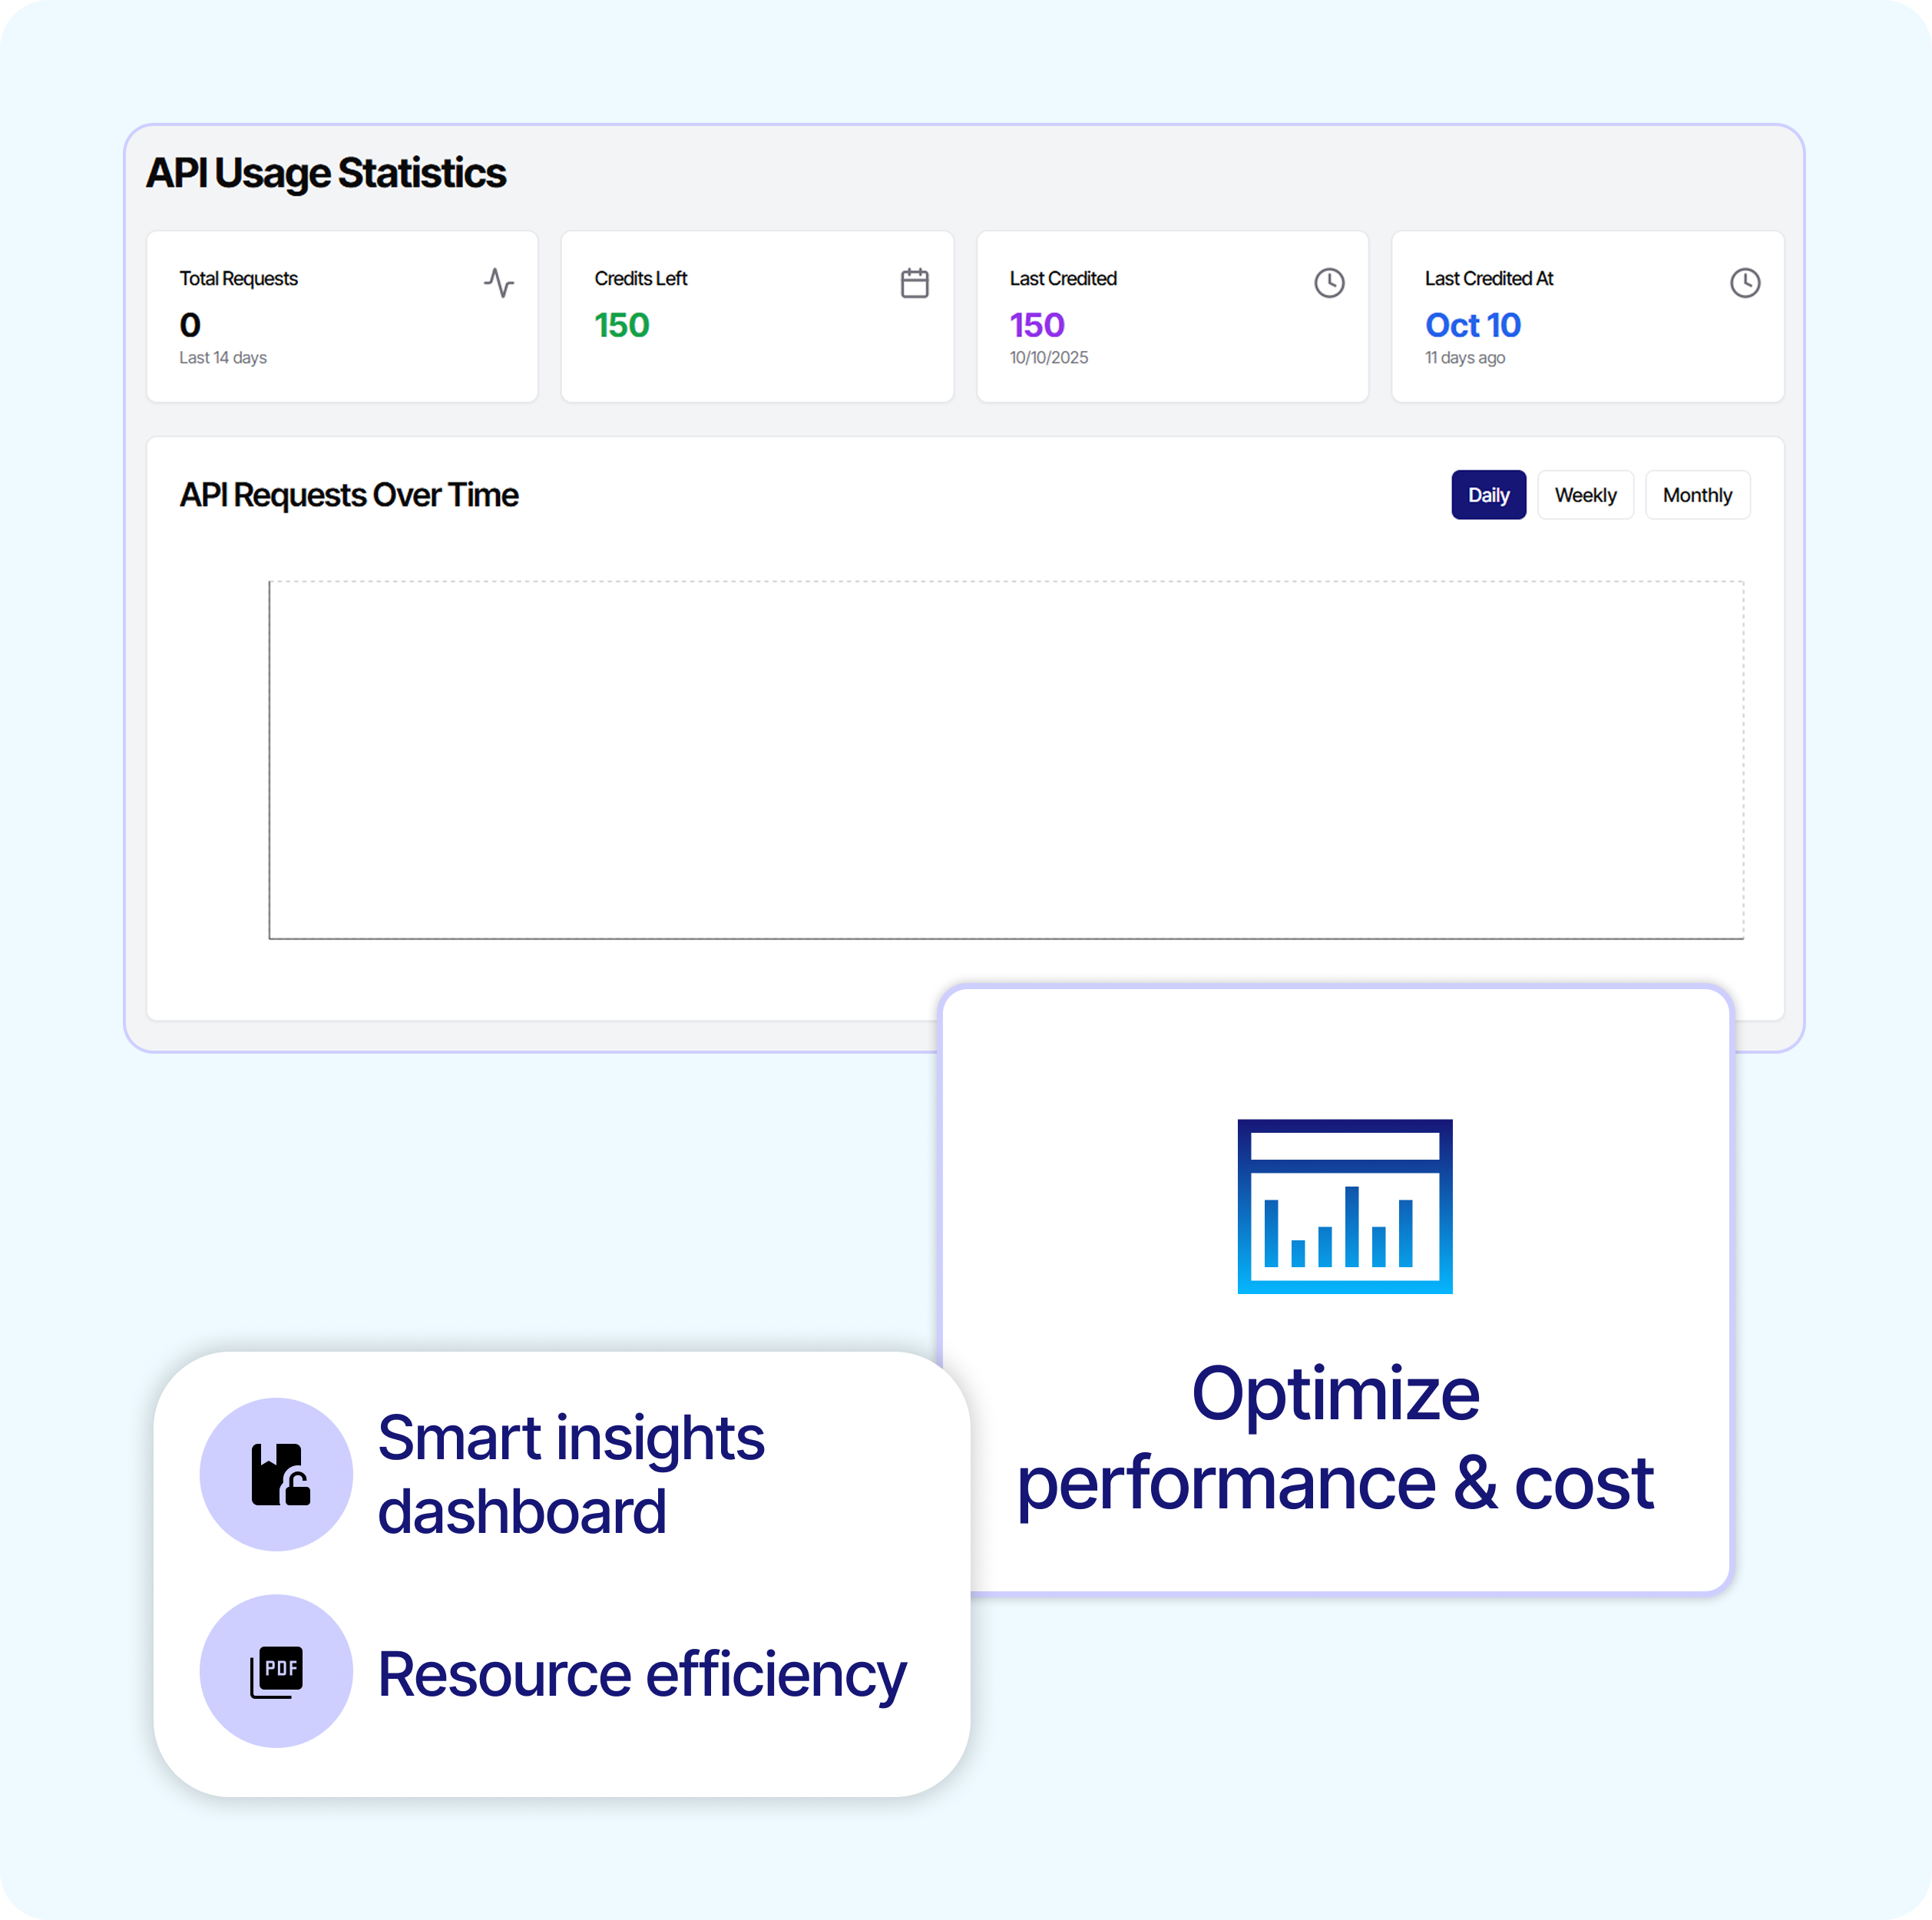 API Usage Statistics
Total Requests
0
Last 14 days
Credits Left
150
Last Credited
150
10/10/2025
Last Credited At
Oct 10
11 days ago
API Requests Over Time
Daily
Weekly
Monthly
Optimize
performance & cost
Smart insights
dashboard
PDF
Resource efficiency